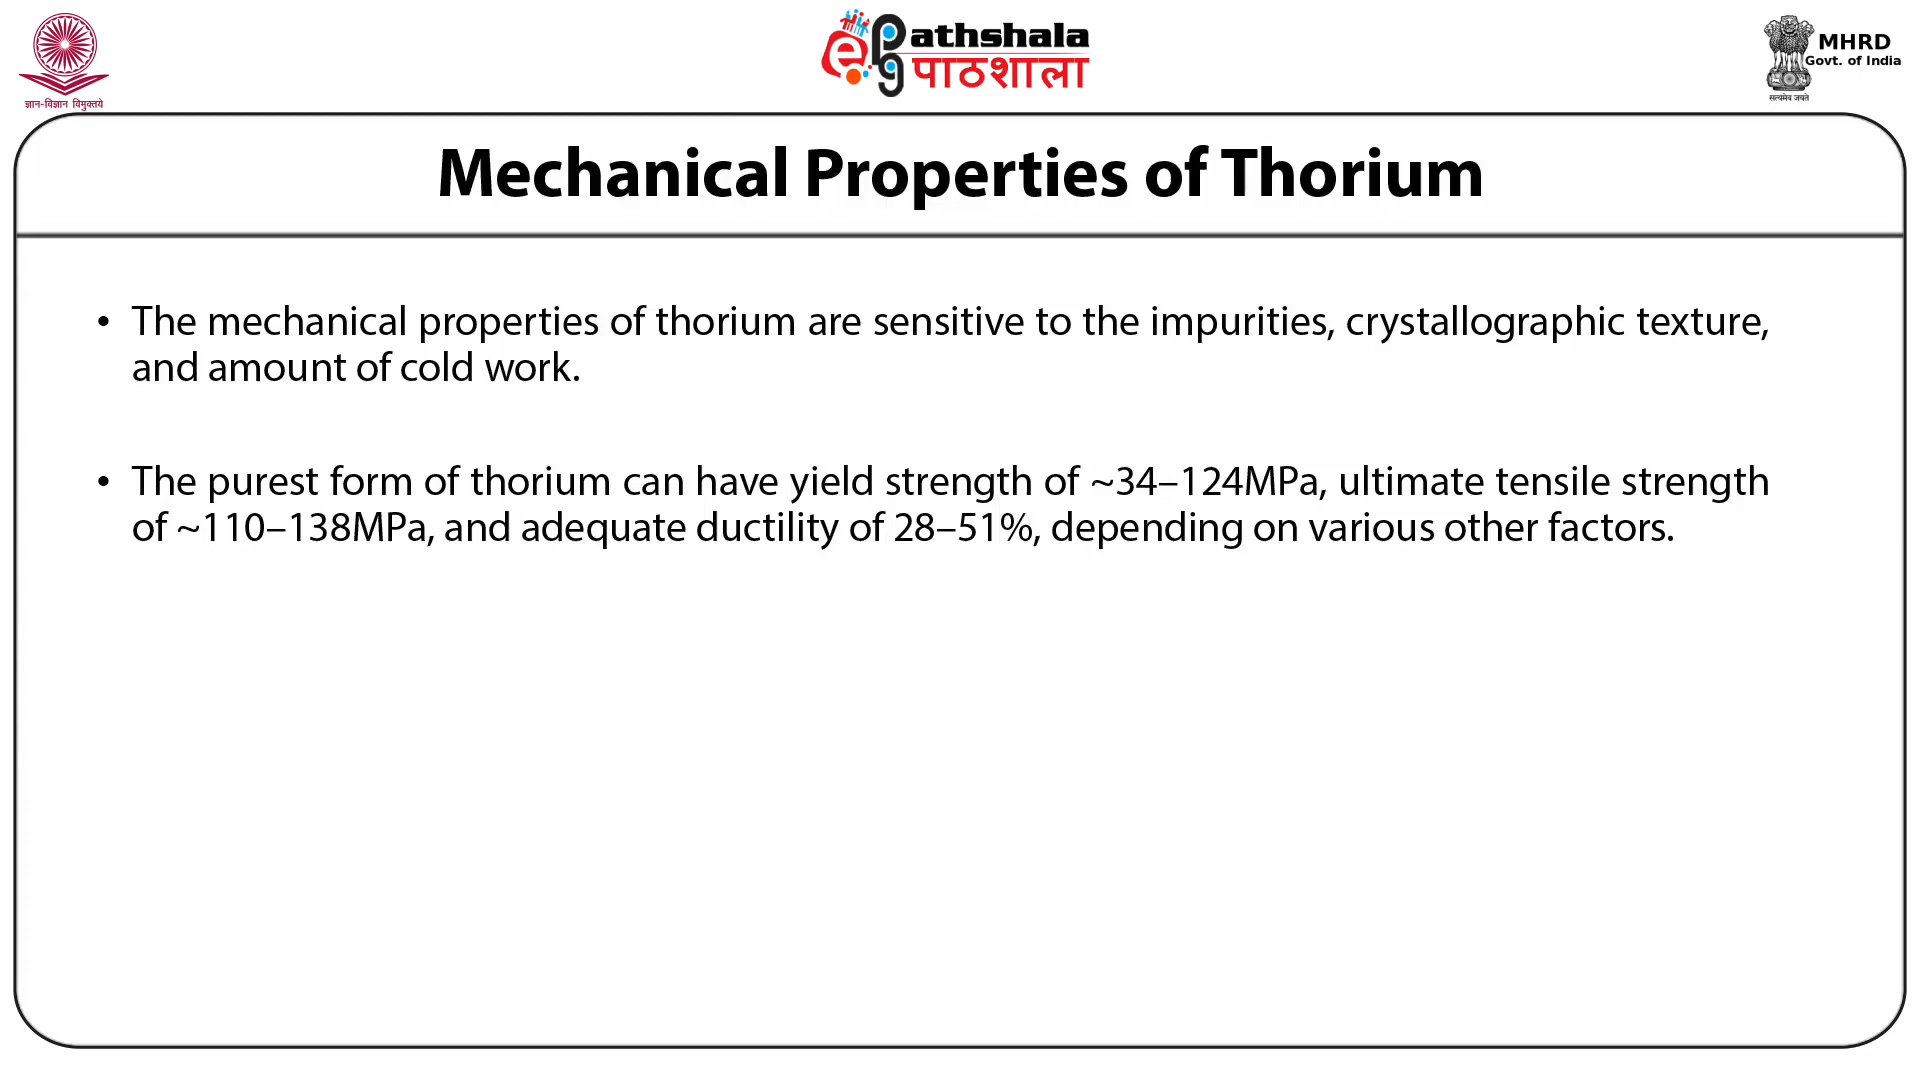 ज्ञान-विज्ञान विमुक्तये
e Pathshala
पाठशाला
MHRD
Govt. of India
सत्यमेव जयते
Mechanical Properties of Thorium
• The mechanical properties of thorium are sensitive to the impurities, crystallographic texture,
and amount of cold work.
• The purest form of thorium can have yield strength of ~34–124MPa, ultimate tensile strength
of ~110–138MPa, and adequate ductility of 28–51%, depending on various other factors.